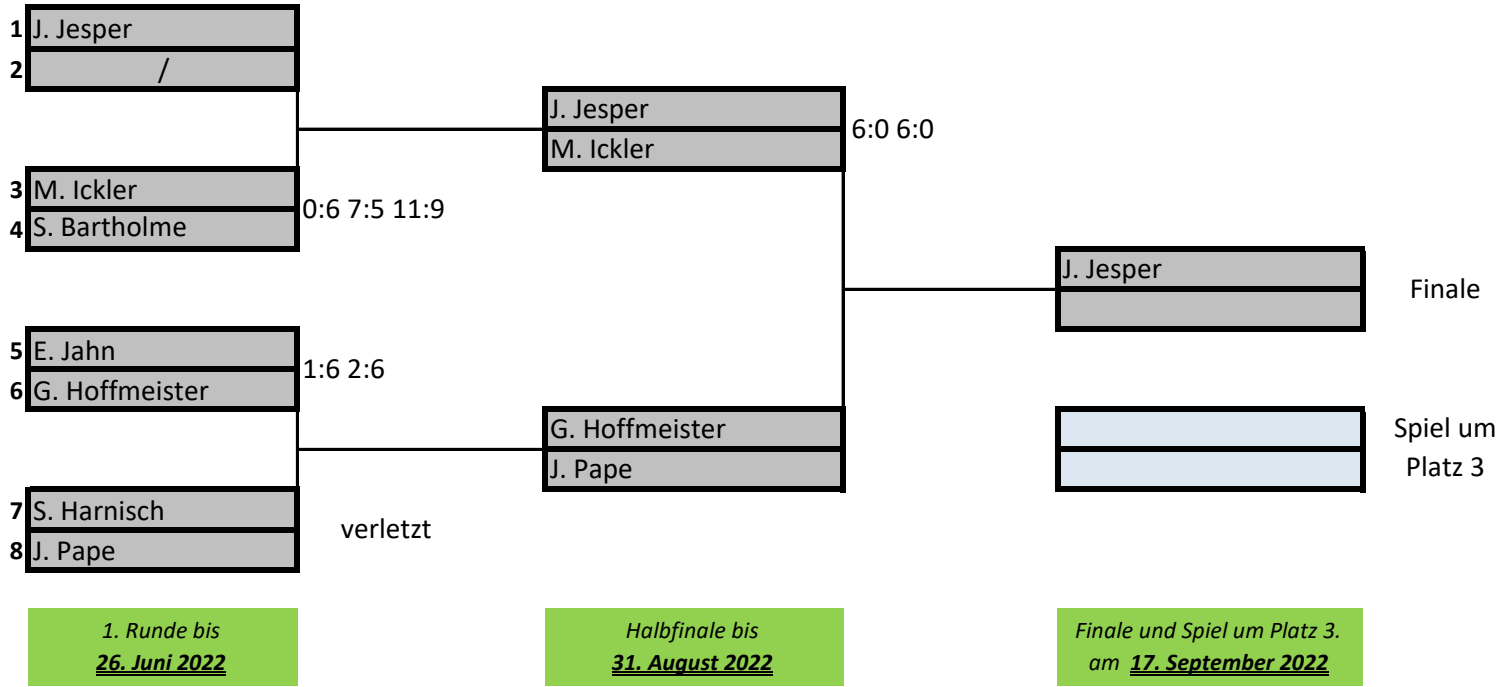 1 J. Jesper
2 /
3 M. Ickler
4 S. Bartholme
0:6 7:5 11:9
5 E. Jahn
6 G. Hoffmeister
1:6 2:6
7 S. Harnisch
8 J. Pape
verletzt
1. Runde bis
26. Juni 2022
J. Jesper
M. Ickler
6:0 6:0
G. Hoffmeister
J. Pape
Halbfinale bis
31. August 2022
J. Jesper
Finale
Spiel um
Platz 3
Finale und Spiel um Platz 3.
am 17. September 2022